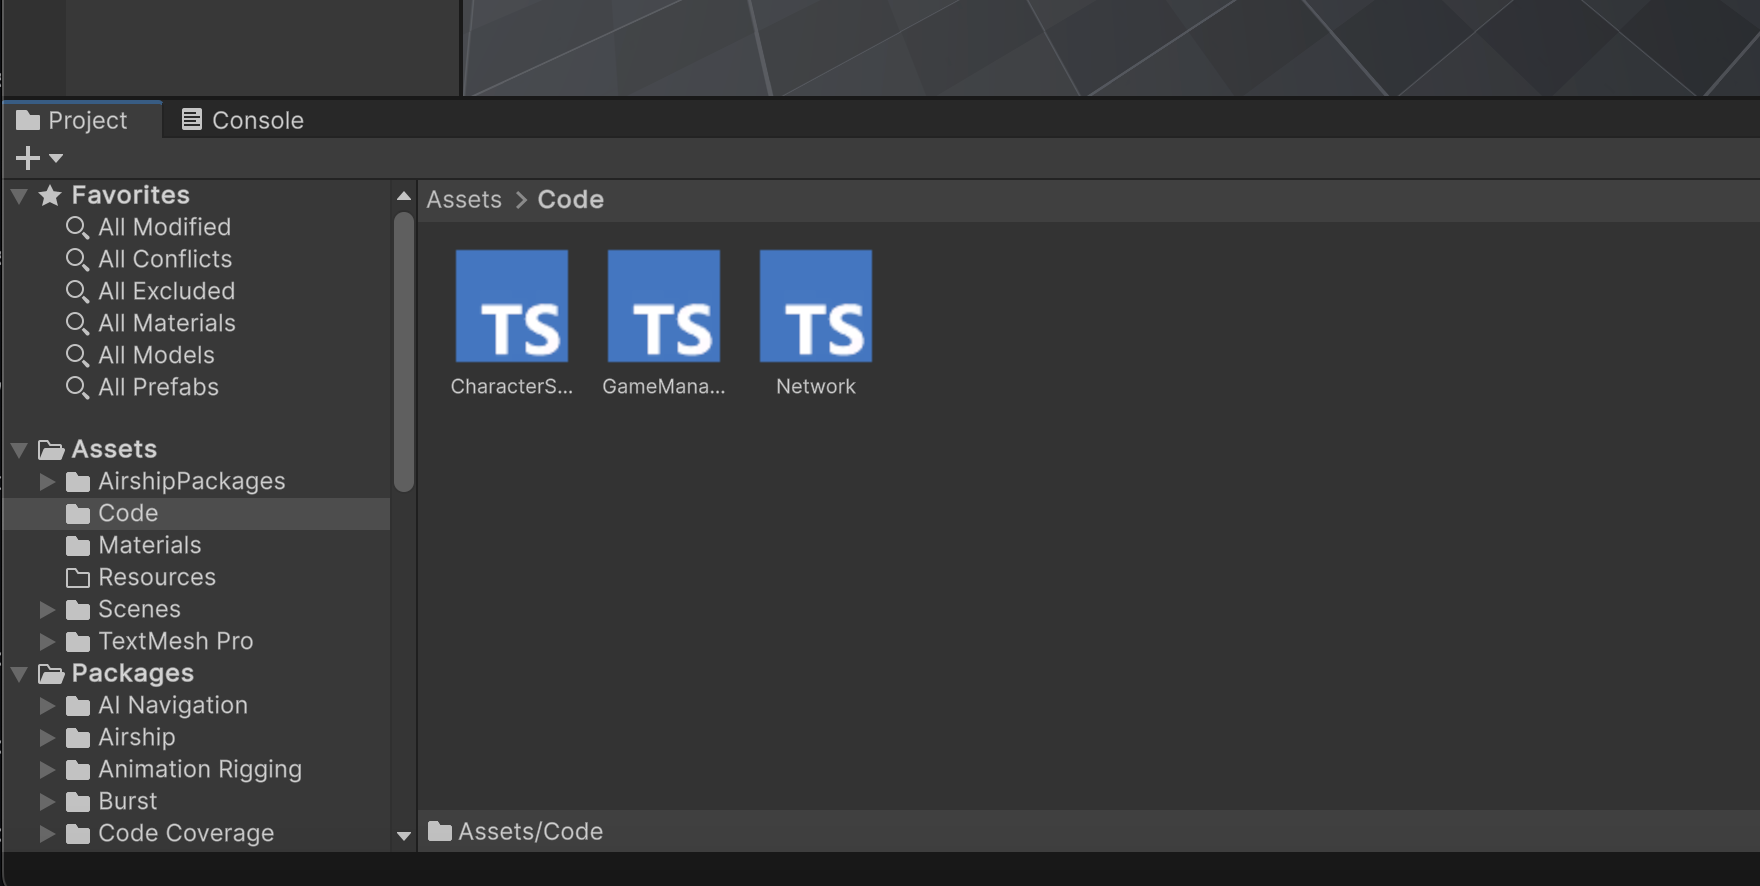 Project
Console
Favorites
All Modified
All Conflicts
All Excluded
All Materials
All Models
All Prefabs
Assets
AirshipPackages
Code
Materials
Resources
Scenes
TextMesh Pro
Packages
AI Navigation
Airship
Animation Rigging
Burst
Code Coverage
Assets > Code
TS TS TS
CharacterS... GameMana... Network
Assets/Code